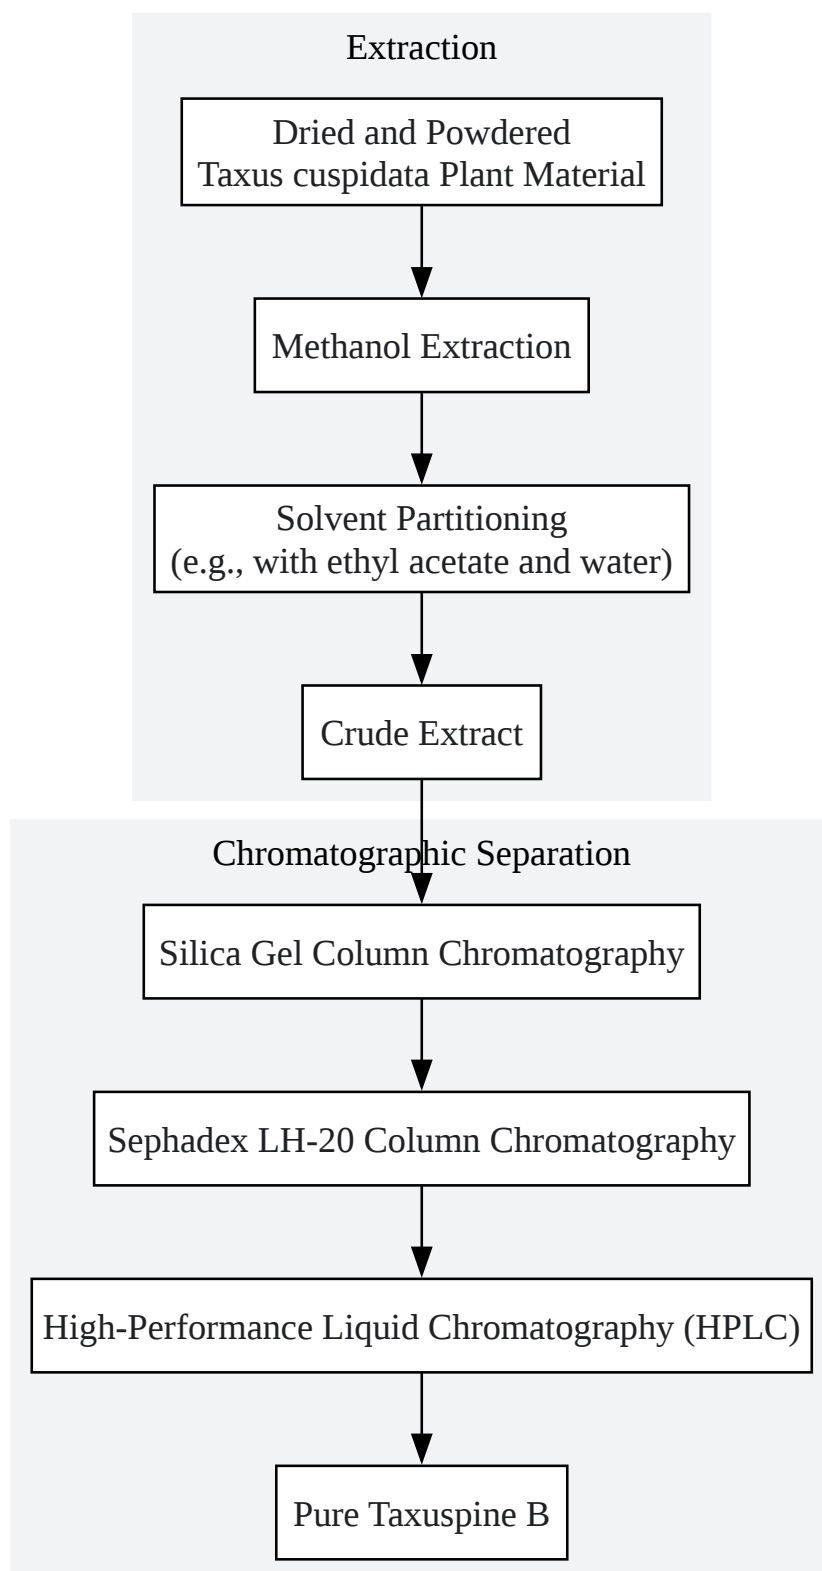 Extraction
Dried and Powdered
Taxus cuspidata Plant Material
Methanol Extraction
Solvent Partitioning
(e.g., with ethyl acetate and water)
Crude Extract
Chromatographic Separation
Silica Gel Column Chromatography
Sephadex LH-20 Column Chromatography
High-Performance Liquid Chromatography (HPLC)
Pure Taxuspine B